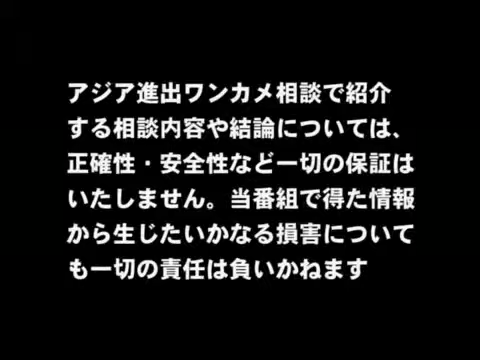 アジア進出ワンカメ相談で紹介
する相談内容や結論については、
正確性・安全性など一切の保証は
いたしません。当番組で得た情報
から生じたいかなる損害について
も一切の責任は負いかねます